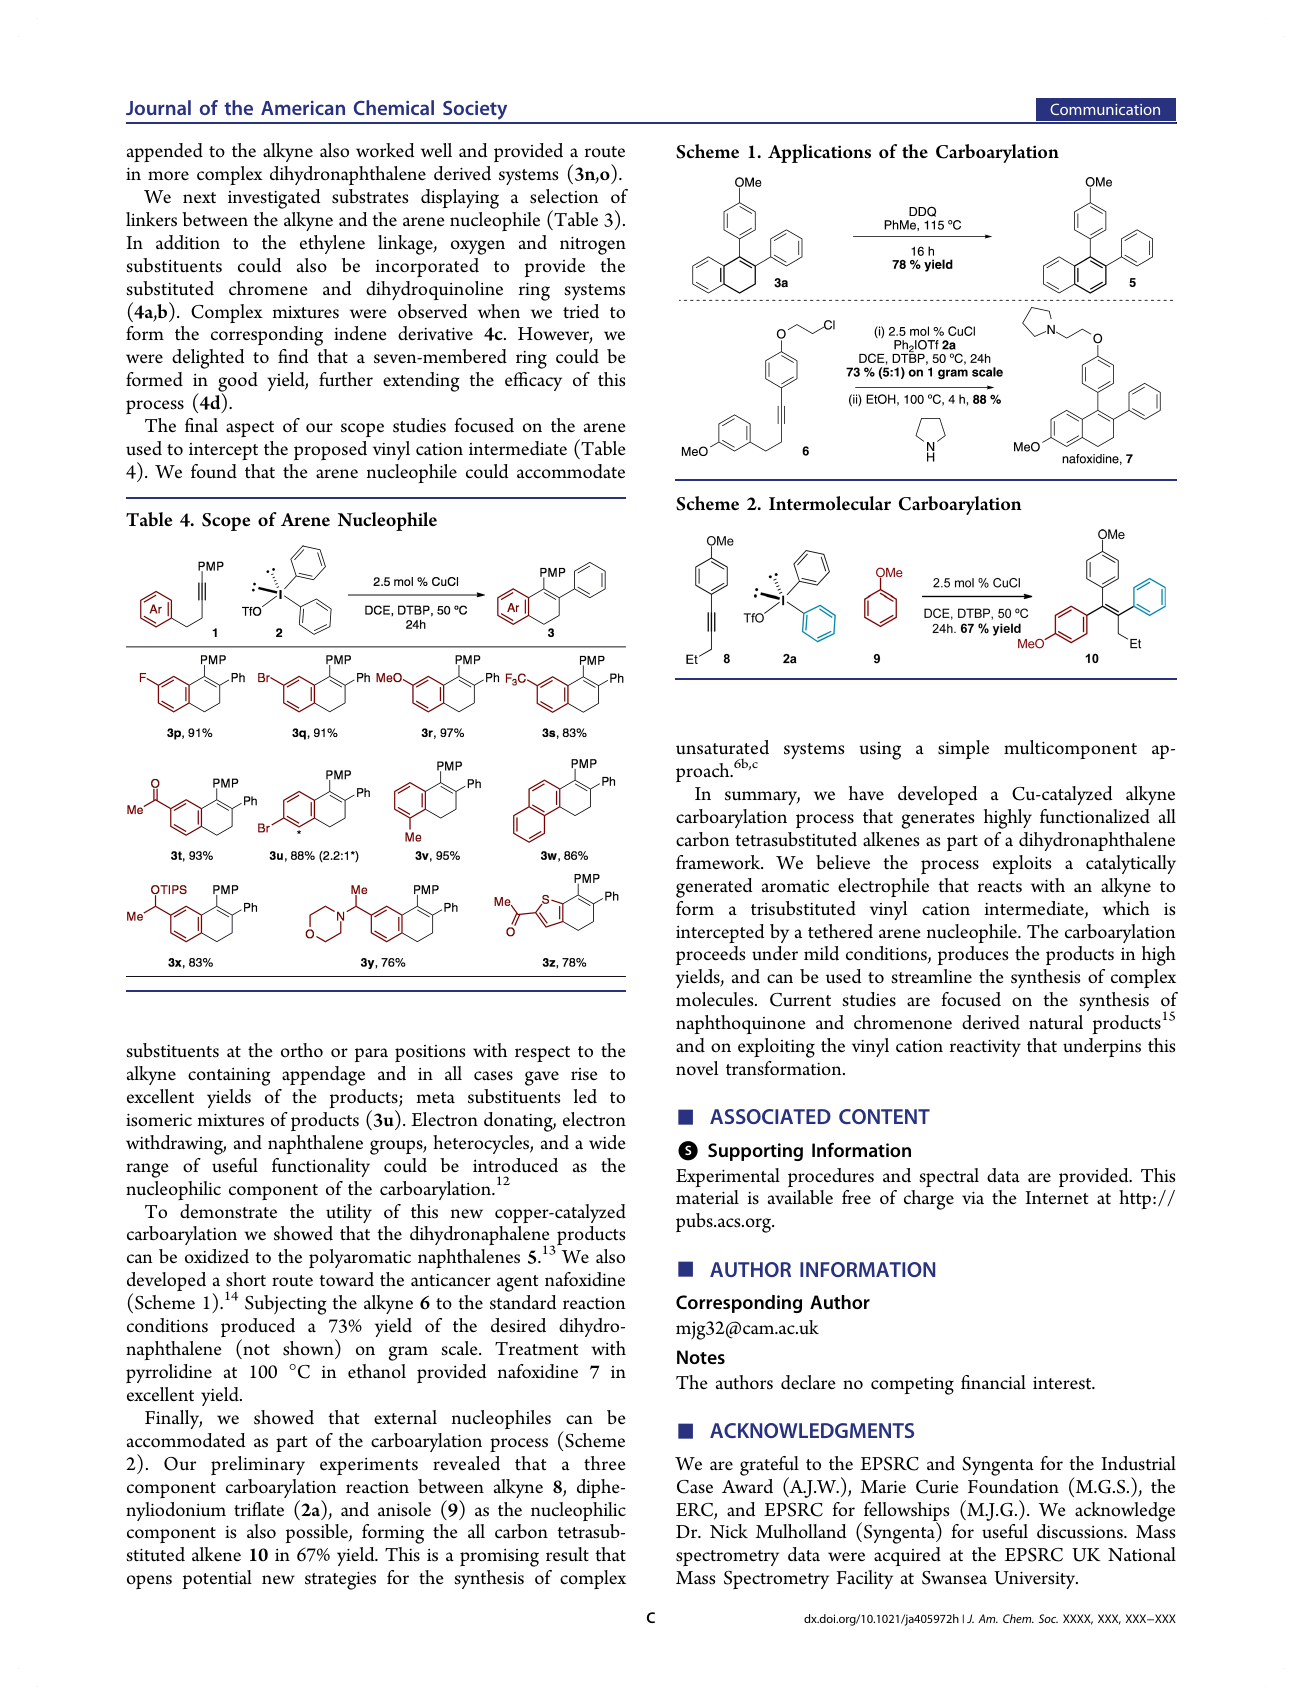 Journal of the American Chemical Society
Communication
appended to the alkyne also worked well and provided a route
in more complex dihydronaphthalene derived systems (3n,o).
We next investigated substrates displaying a selection of
linkers between the alkyne and the arene nucleophile (Table 3).
In addition to the ethylene linkage, oxygen and nitrogen
substituents could also be incorporated to provide the
substituted chromene and dihydroquinoline ring systems
(4a,b). Complex mixtures were observed when we tried to
form the corresponding indene derivative 4c. However, we
were delighted to find that a seven-membered ring could be
formed in good yield, further extending the efficacy of this
process (4d).
The final aspect of our scope studies focused on the arene
used to intercept the proposed vinyl cation intermediate (Table
4). We found that the arene nucleophile could accommodate
Table 4. Scope of Arene Nucleophile
PMP
Ar
1
TfO
I
2
2.5 mol % CuCl
DCE, DTBP, 50 ºC
24h
PMP
Ar
3
F PMP Ph
Br PMP Ph
MeO PMP Ph
F3C PMP Ph
3p, 91%
3q, 91%
3r, 97%
3s, 83%
O Me PMP Ph
Br * PMP Ph
Me PMP Ph
PMP Ph
3t, 93%
3u, 88% (2.2:1*)
3v, 95%
3w, 86%
OTIPS Me PMP Ph
Me N O PMP Ph
Me O S PMP Ph
3x, 83%
3y, 76%
3z, 78%
substituents at the ortho or para positions with respect to the
alkyne containing appendage and in all cases gave rise to
excellent yields of the products; meta substituents led to
isomeric mixtures of products (3u). Electron donating, electron
withdrawing, and naphthalene groups, heterocycles, and a wide
range of useful functionality could be introduced as the
nucleophilic component of the carboarylation.12
To demonstrate the utility of this new copper-catalyzed
carboarylation we showed that the dihydronaphalene products
can be oxidized to the polyaromatic naphthalenes 5.13 We also
developed a short route toward the anticancer agent nafoxidine
(Scheme 1).14 Subjecting the alkyne 6 to the standard reaction
conditions produced a 73% yield of the desired dihydro-
naphthalene (not shown) on gram scale. Treatment with
pyrrolidine at 100 °C in ethanol provided nafoxidine 7 in
excellent yield.
Finally, we showed that external nucleophiles can be
accommodated as part of the carboarylation process (Scheme
2). Our preliminary experiments revealed that a three
component carboarylation reaction between alkyne 8, diphe-
nyliodonium triflate (2a), and anisole (9) as the nucleophilic
component is also possible, forming the all carbon tetrasub-
stituted alkene 10 in 67% yield. This is a promising result that
opens potential new strategies for the synthesis of complex
Scheme 1. Applications of the Carboarylation
OMe
3a
DDQ
PhMe, 115 ºC
16 h
78 % yield
OMe
5
O Cl
MeO
6
(i) 2.5 mol % CuCl
Ph2IOTf 2a
DCE, DTBP, 50 ºC, 24h
73 % (5:1) on 1 gram scale
(ii) EtOH, 100 ºC, 4 h, 88 %
N
H
N O
MeO
nafoxidine, 7
Scheme 2. Intermolecular Carboarylation
OMe
Et
8
TfO
I
2a
OMe
9
2.5 mol % CuCl
DCE, DTBP, 50 ºC
24h. 67 % yield
OMe
MeO
Et
10
unsaturated systems using a simple multicomponent ap-
proach.6b,c
In summary, we have developed a Cu-catalyzed alkyne
carboarylation process that generates highly functionalized all
carbon tetrasubstituted alkenes as part of a dihydronaphthalene
framework. We believe the process exploits a catalytically
generated aromatic electrophile that reacts with an alkyne to
form a trisubstituted vinyl cation intermediate, which is
intercepted by a tethered arene nucleophile. The carboarylation
proceeds under mild conditions, produces the products in high
yields, and can be used to streamline the synthesis of complex
molecules. Current studies are focused on the synthesis of
naphthoquinone and chromenone derived natural products15
and on exploiting the vinyl cation reactivity that underpins this
novel transformation.
■ ASSOCIATED CONTENT
S Supporting Information
Experimental procedures and spectral data are provided. This
material is available free of charge via the Internet at http://
pubs.acs.org.
■ AUTHOR INFORMATION
Corresponding Author
mjg32@cam.ac.uk
Notes
The authors declare no competing financial interest.
■ ACKNOWLEDGMENTS
We are grateful to the EPSRC and Syngenta for the Industrial
Case Award (A.J.W.), Marie Curie Foundation (M.G.S.), the
ERC, and EPSRC for fellowships (M.J.G.). We acknowledge
Dr. Nick Mulholland (Syngenta) for useful discussions. Mass
spectrometry data were acquired at the EPSRC UK National
Mass Spectrometry Facility at Swansea University.
C
dx.doi.org/10.1021/ja405972h | J. Am. Chem. Soc. XXXX, XXX, XXX−XXX